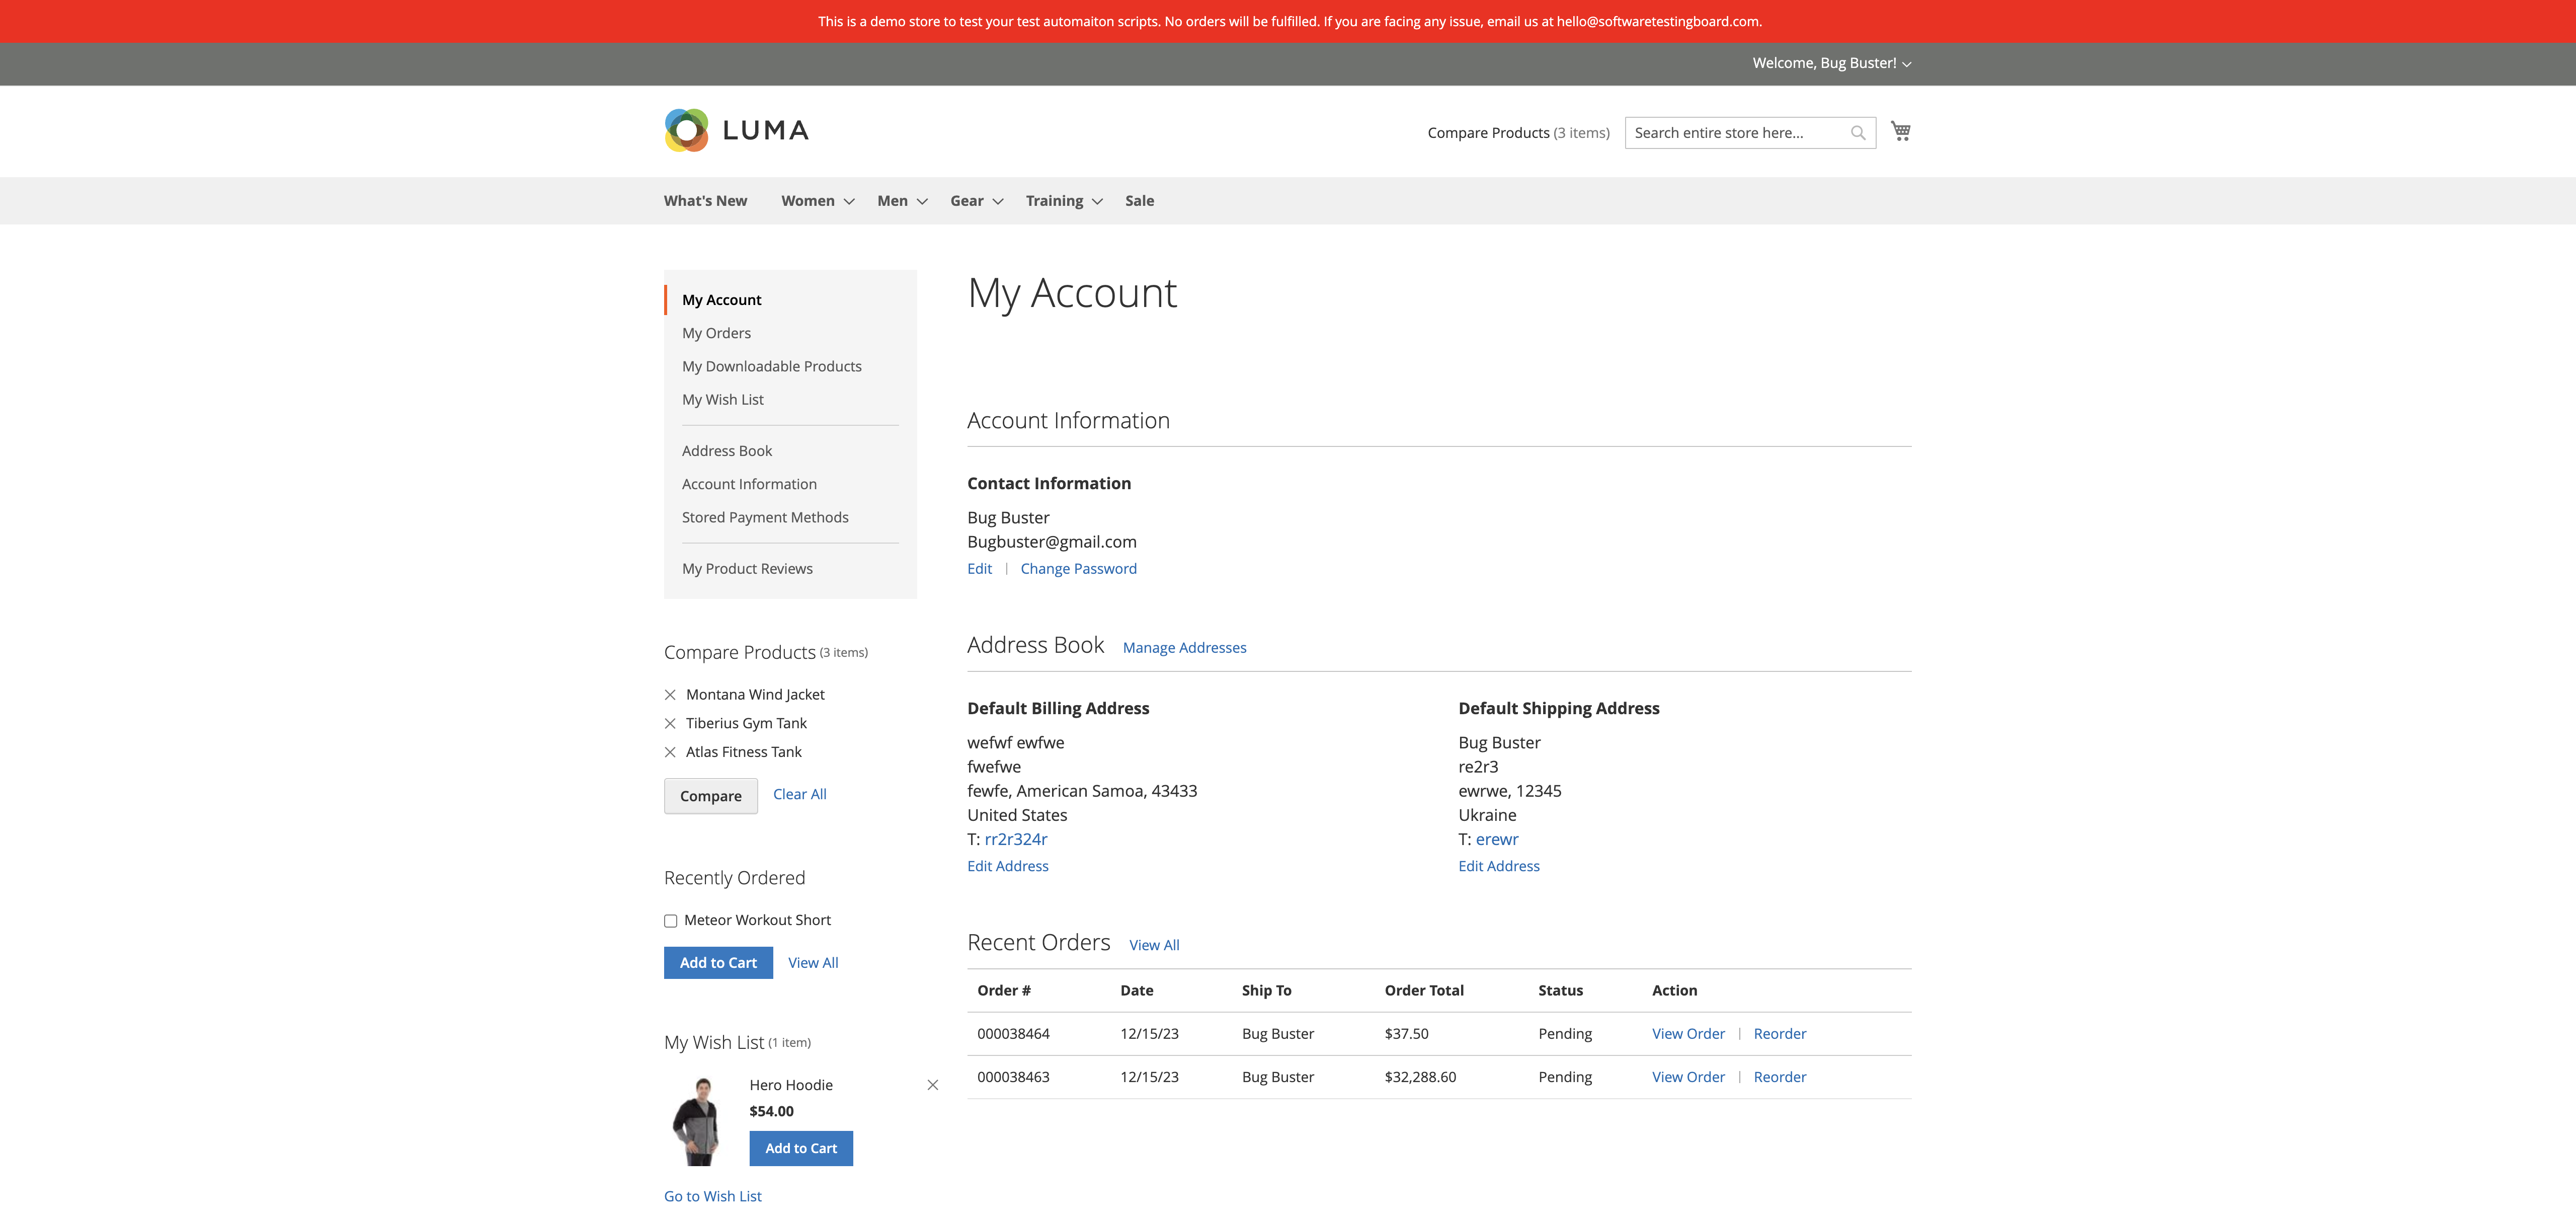 This is a demo store to test your test automaiton scripts. No orders will be fulfilled. If you are facing any issue, email us at hello@softwaretestingboard.com.
Welcome, Bug Buster!
LUMA
Compare Products (3 items)
Search entire store here...
What's New Women Men Gear Training Sale
My Account
My Orders
My Downloadable Products
My Wish List
Address Book
Account Information
Stored Payment Methods
My Product Reviews
Compare Products (3 items)
Montana Wind Jacket
Tiberius Gym Tank
Atlas Fitness Tank
Compare Clear All
Recently Ordered
Meteor Workout Short
Add to Cart View All
My Wish List (1 item)
Hero Hoodie
$54.00
Add to Cart
Go to Wish List
My Account
Account Information
Contact Information
Bug Buster
Bugbuster@gmail.com
Edit | Change Password
Address Book Manage Addresses
Default Billing Address
wefwf ewfwe
fwefwe
fewfe, American Samoa, 43433
United States
T: rr2r324r
Edit Address
Default Shipping Address
Bug Buster
re2r3
ewrwe, 12345
Ukraine
T: erewr
Edit Address
Recent Orders View All
Order # Date Ship To Order Total Status Action
000038464 12/15/23 Bug Buster $37.50 Pending View Order | Reorder
000038463 12/15/23 Bug Buster $32,288.60 Pending View Order | Reorder